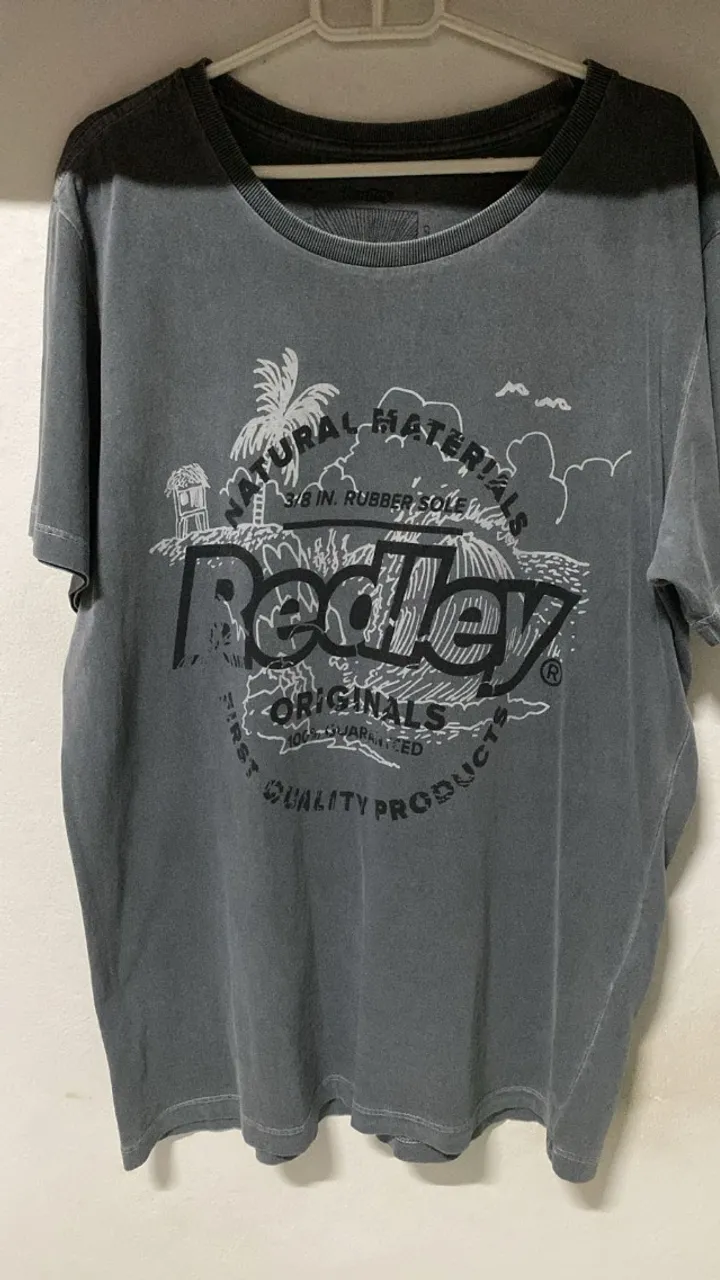 NATURAL MATERIALS
3/8 IN. RUBBER SOLE
Redley®
ORIGINALS
100% GUARANTEED
FIRST QUALITY PRODUCTS